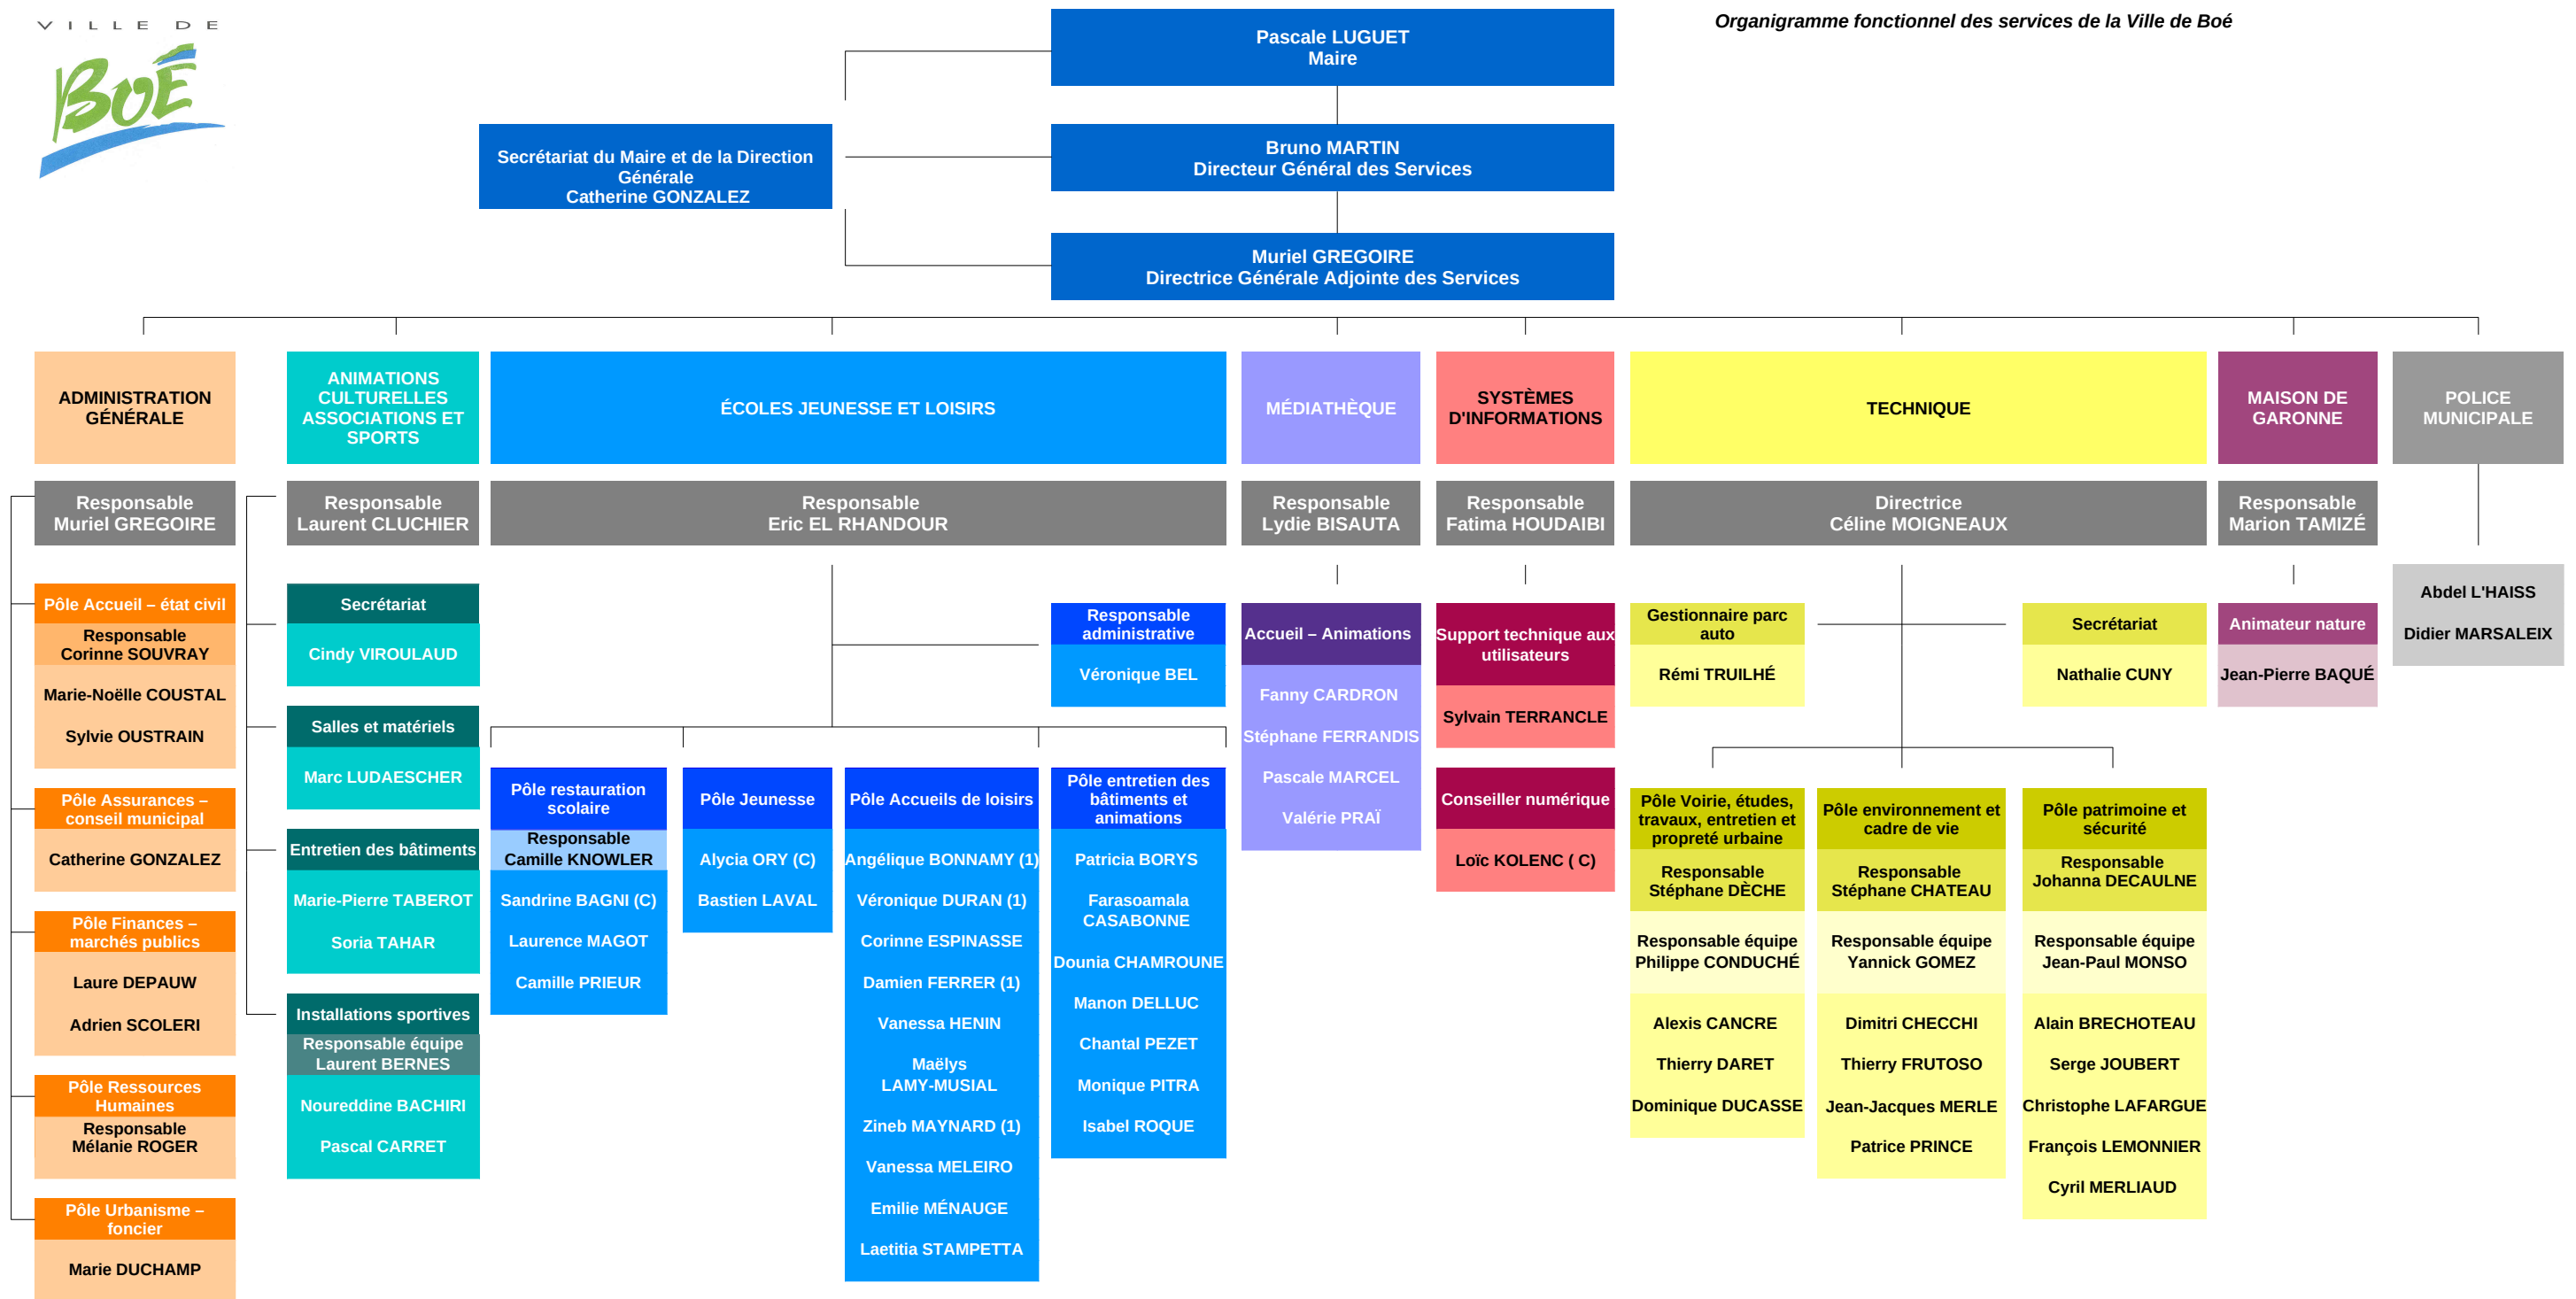 VILLE DE
BOÉ
Organigramme fonctionnel des services de la Ville de Boé
Pascale LUGUET
Maire
Secrétariat du Maire et de la Direction
Générale
Catherine GONZALEZ
Bruno MARTIN
Directeur Général des Services
Muriel GREGOIRE
Directrice Générale Adjointe des Services
ADMINISTRATION
GÉNÉRALE
Responsable
Muriel GREGOIRE
Pôle Accueil – état civil
Responsable
Corinne SOUVRAY
Marie-Noëlle COUSTAL
Sylvie OUSTRAIN
Pôle Assurances –
conseil municipal
Catherine GONZALEZ
Pôle Finances –
marchés publics
Laure DEPAUW
Adrien SCOLERI
Pôle Ressources
Humaines
Responsable
Mélanie ROGER
Pôle Urbanisme –
foncier
Marie DUCHAMP
ANIMATIONS
CULTURELLES
ASSOCIATIONS ET
SPORTS
Responsable
Laurent CLUCHIER
Secrétariat
Cindy VIROULAUD
Salles et matériels
Marc LUDAESCHER
Entretien des bâtiments
Marie-Pierre TABEROT
Soria TAHAR
Installations sportives
Responsable équipe
Laurent BERNES
Noureddine BACHIRI
Pascal CARRET
ÉCOLES JEUNESSE ET LOISIRS
Responsable
Eric EL RHANDOUR
Responsable
administrative
Véronique BEL
Pôle restauration
scolaire
Responsable
Camille KNOWLER
Sandrine BAGNI (C)
Laurence MAGOT
Camille PRIEUR
Pôle Jeunesse
Alycia ORY (C)
Bastien LAVAL
Pôle Accueils de loisirs
Angélique BONNAMY (1)
Véronique DURAN (1)
Corinne ESPINASSE
Damien FERRER (1)
Vanessa HENIN
Maëlys
LAMY-MUSIAL
Zineb MAYNARD (1)
Vanessa MELEIRO
Emilie MÉNAUGE
Laetitia STAMPETTA
Pôle entretien des
bâtiments et
animations
Patricia BORYS
Farasoamala
CASABONNE
Dounia CHAMROUNE
Manon DELLUC
Chantal PEZET
Monique PITRA
Isabel ROQUE
MÉDIATHÈQUE
Responsable
Lydie BISAUTA
Accueil – Animations
Fanny CARDRON
Stéphane FERRANDIS
Pascale MARCEL
Valérie PRAÏ
SYSTÈMES
D'INFORMATIONS
Responsable
Fatima HOUDAIBI
Support technique aux
utilisateurs
Sylvain TERRANCLE
Conseiller numérique
Loïc KOLENC ( C)
TECHNIQUE
Directrice
Céline MOIGNEAUX
Gestionnaire parc
auto
Rémi TRUILHÉ
Secrétariat
Nathalie CUNY
Pôle Voirie, études,
travaux, entretien et
propreté urbaine
Responsable
Stéphane DÈCHE
Responsable équipe
Philippe CONDUCHÉ
Alexis CANCRE
Thierry DARET
Dominique DUCASSE
Pôle environnement et
cadre de vie
Responsable
Stéphane CHATEAU
Responsable équipe
Yannick GOMEZ
Dimitri CHECCHI
Thierry FRUTOSO
Jean-Jacques MERLE
Patrice PRINCE
Pôle patrimoine et
sécurité
Responsable
Johanna DECAULNE
Responsable équipe
Jean-Paul MONSO
Alain BRECHOTEAU
Serge JOUBERT
Christophe LAFARGUE
François LEMONNIER
Cyril MERLIAUD
MAISON DE
GARONNE
Responsable
Marion TAMIZÉ
Animateur nature
Jean-Pierre BAQUÉ
POLICE
MUNICIPALE
Abdel L'HAISS
Didier MARSALEIX